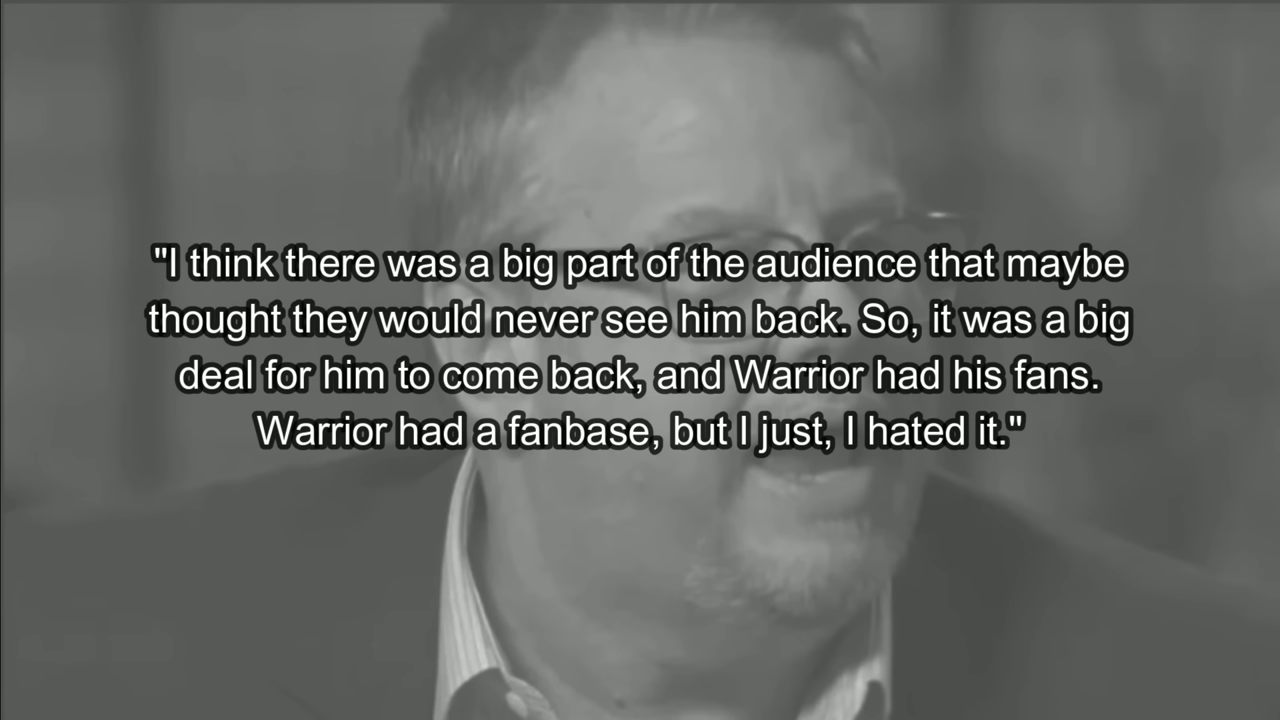 "I think there was a big part of the audience that maybe
thought they would never see him back. So, it was a big
deal for him to come back, and Warrior had his fans.
Warrior had a fanbase, but I just, I hated it."